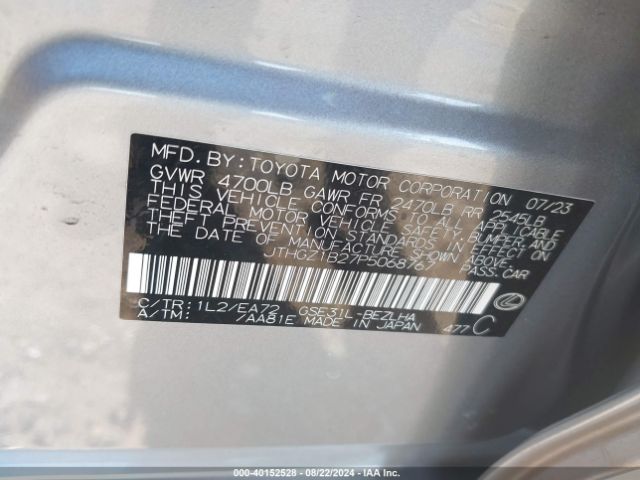 MFD. BY: TOYOTA MOTOR CORPORATION 07/23
GVWR 4700LB GAWR FR 2470LB RR 2545LB
THIS VEHICLE CONFORMS TO ALL APPLICABLE
FEDERAL MOTOR VEHICLE SAFETY, BUMPER, AND
THEFT PREVENTION STANDARDS IN EFFECT ON
THE DATE OF MANUFACTURE SHOWN ABOVE.
JTHGZ1B27P5068767 PASS. CAR
C/TR: 1L2/EA72 GSE31L-BEZLHA
A/TM: /AA81E MADE IN JAPAN 477 C
000-40152528 - 08/22/2024 - IAA Inc.